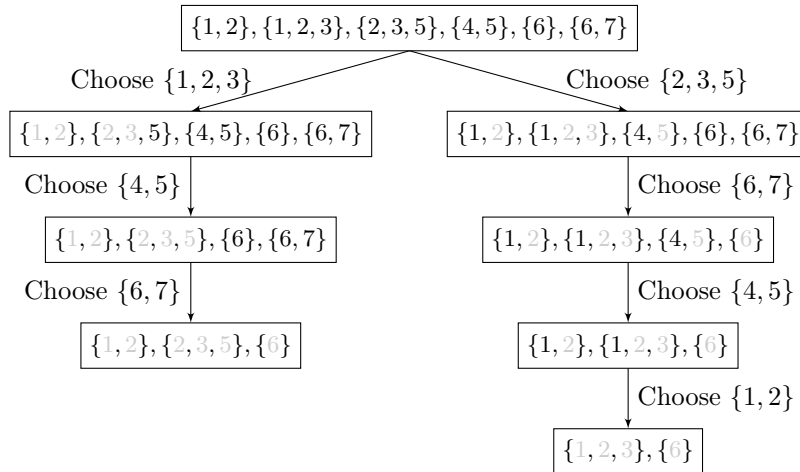 {1, 2}, {1, 2, 3}, {2, 3, 5}, {4, 5}, {6}, {6, 7}
Choose {1, 2, 3}
Choose {2, 3, 5}
{1, 2}, {2, 3, 5}, {4, 5}, {6}, {6, 7}
{1, 2}, {1, 2, 3}, {4, 5}, {6}, {6, 7}
Choose {4, 5}
Choose {6, 7}
{1, 2}, {2, 3, 5}, {6}, {6, 7}
{1, 2}, {1, 2, 3}, {4, 5}, {6}
Choose {6, 7}
Choose {4, 5}
{1, 2}, {2, 3, 5}, {6}
{1, 2}, {1, 2, 3}, {6}
Choose {1, 2}
{1, 2, 3}, {6}